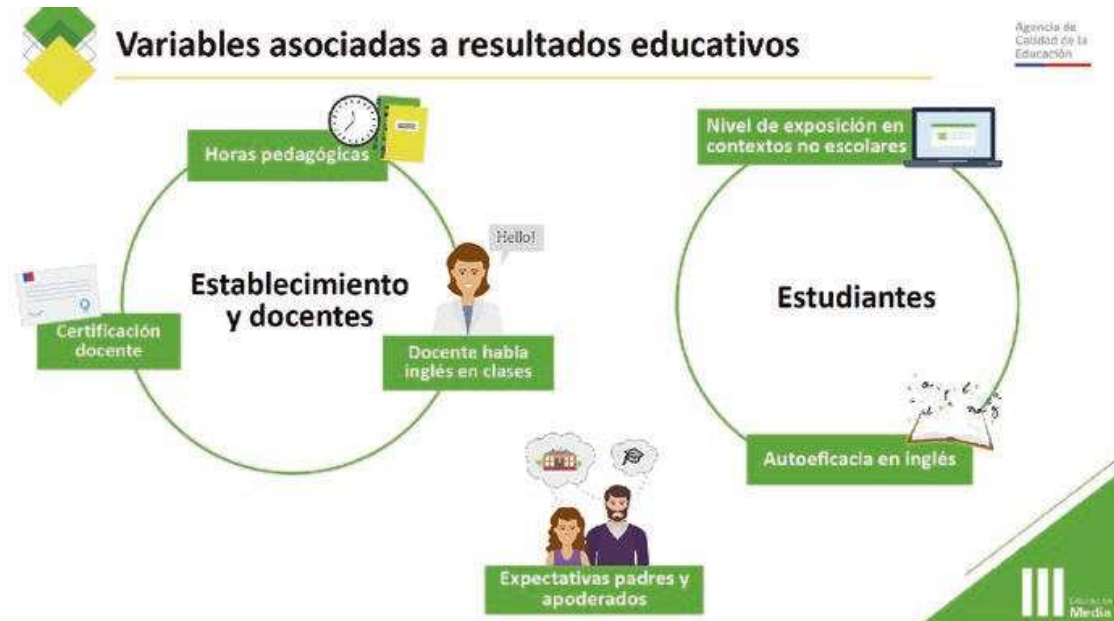 Variables asociadas a resultados educativos
Agencia de
Calidad de la
Educación
Horas pedagógicas
Hello!
Establecimiento
y docentes
Certificación
docente
Docente habla
inglés en clases
Nivel de exposición en
contextos no escolares
Estudiantes
Autoeficacia en inglés
Expectativas padres y
apoderados
Educación
Media